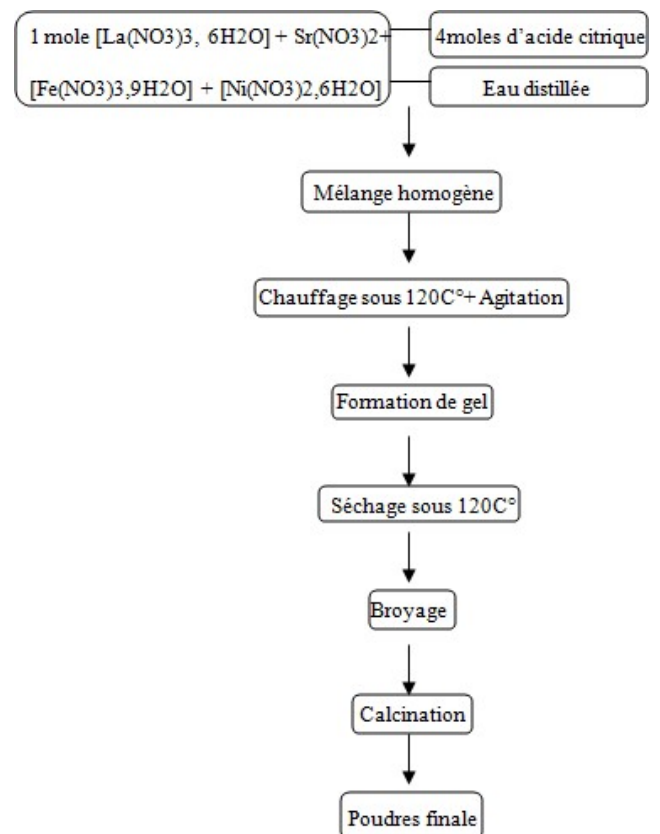 1 mole [La(NO3)3, 6H2O] + Sr(NO3)2+
[Fe(NO3)3,9H2O] + [Ni(NO3)2,6H2O]
4moles d'acide citrique
Eau distillée
Mélange homogène
Chauffage sous 120C°+ Agitation
Formation de gel
Séchage sous 120C°
Broyage
Calcination
Poudres finale